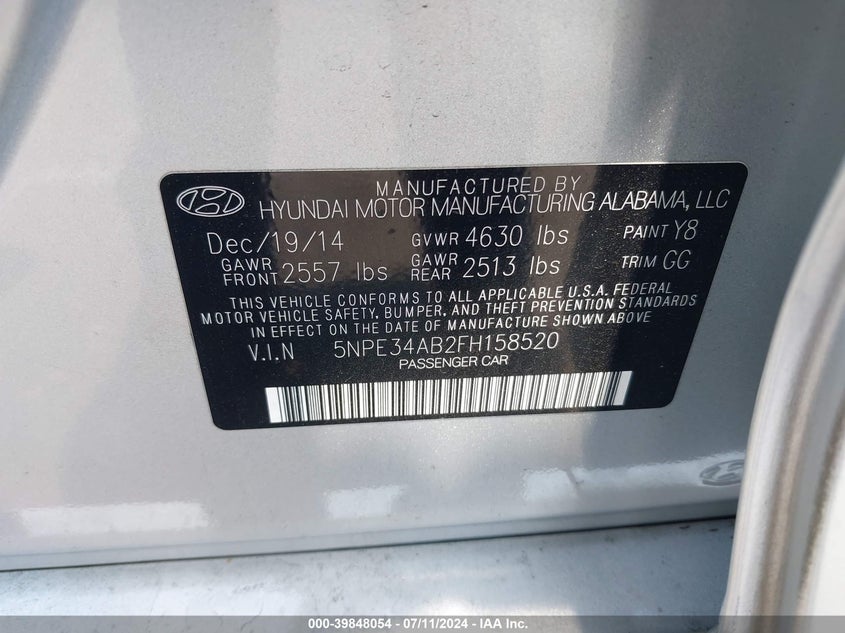 MANUFACTURED BY
HYUNDAI MOTOR MANUFACTURING ALABAMA, LLC
Dec/19/14 GVWR 4630 lbs PAINT Y8
GAWR FRONT 2557 lbs GAWR REAR 2513 lbs TRIM GG
THIS VEHICLE CONFORMS TO ALL APPLICABLE U.S.A. FEDERAL
MOTOR VEHICLE SAFETY, BUMPER, AND THEFT PREVENTION STANDARDS
IN EFFECT ON THE DATE OF MANUFACTURE SHOWN ABOVE.
V.I.N 5NPE34AB2FH158520
PASSENGER CAR
000-39848054 - 07/11/2024 - IAA Inc.